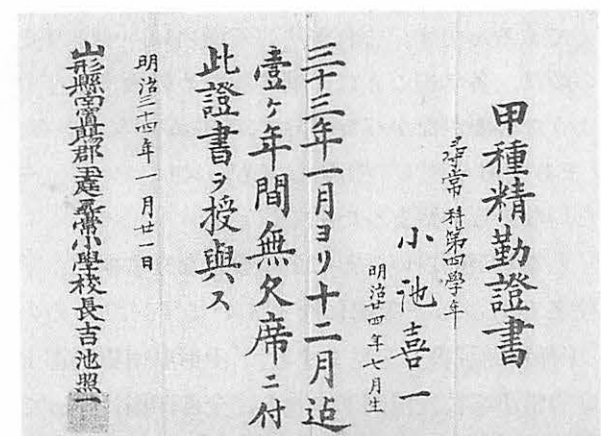 甲種精勤證書
尋常科第四學年
小池喜一
明治廿四年七月生
三十三年一月ヨリ十二月迠
壹ヶ年間無欠席ニ付
此證書ヲ授與ス
明治三十四年 月廿一日
山形縣南置賜郡 尋常小學校長吉池照一